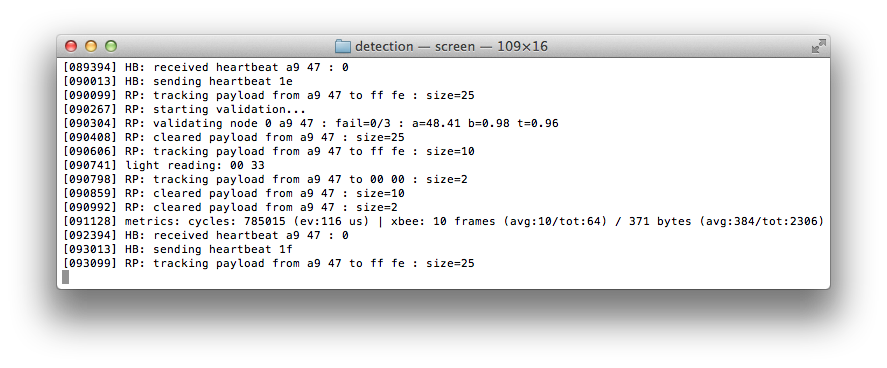 detection — screen — 109×16
[089394] HB: received heartbeat a9 47 : 0
[090013] HB: sending heartbeat 1e
[090099] RP: tracking payload from a9 47 to ff fe : size=25
[090267] RP: starting validation...
[090304] RP: validating node 0 a9 47 : fail=0/3 : a=48.41 b=0.98 t=0.96
[090408] RP: cleared payload from a9 47 : size=25
[090606] RP: tracking payload from a9 47 to ff fe : size=10
[090741] light reading: 00 33
[090798] RP: tracking payload from a9 47 to 00 00 : size=2
[090859] RP: cleared payload from a9 47 : size=10
[090992] RP: cleared payload from a9 47 : size=2
[091128] metrics: cycles: 785015 (ev:116 us) | xbee: 10 frames (avg:10/tot:64) / 371 bytes (avg:384/tot:2306)
[092394] HB: received heartbeat a9 47 : 0
[093013] HB: sending heartbeat 1f
[093099] RP: tracking payload from a9 47 to ff fe : size=25